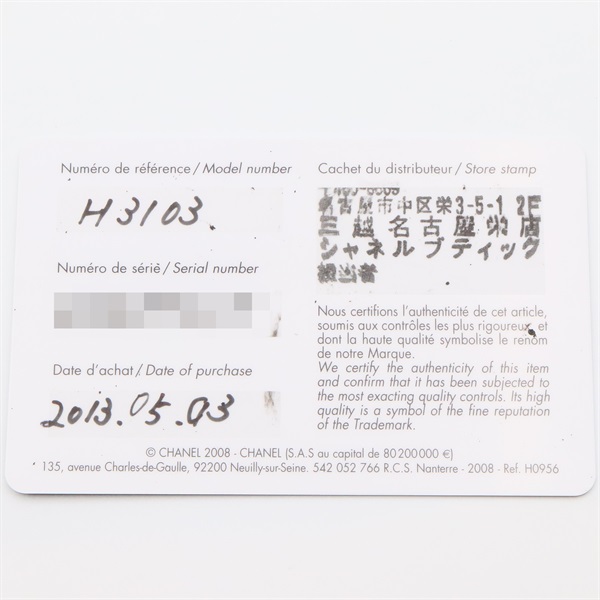 Numéro de référence / Model number
H3103.
Numéro de sérié / Serial number
Date d'achat / Date of purchase
2013.05.03
Cachet du distributeur / Store stamp
名古屋市中区栄3-5-1 2F
三越名古屋栄店
シャネルブティック
担当者
Nous certifions l'authenticité de cet article,
soumis aux contrôles les plus rigoureux, et
dont la haute qualité symbolise le renom
de notre Marque.
We certify the authenticity of this item
and confirm that it has been subjected to
the most exacting quality controls. Its high
quality is a symbol of the fine reputation
of the Trademark.
© CHANEL 2008 - CHANEL (S.A.S au capital de 80 200 000 €)
135, avenue Charles-de-Gaulle, 92200 Neuilly-sur-Seine. 542 052 766 R.C.S. Nanterre - 2008 - Ref. H0956